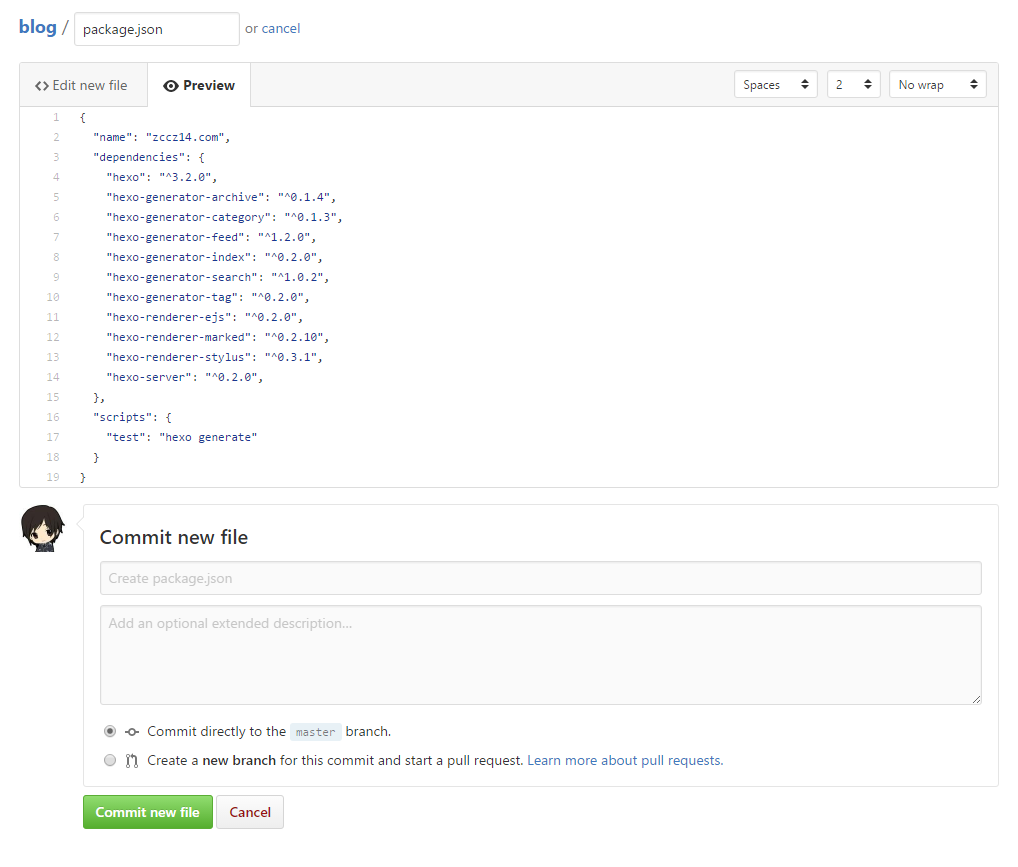 blog / package.json or cancel
Edit new file Preview Spaces 2 No wrap
1 {
2 "name": "zccz14.com",
3 "dependencies": {
4 "hexo": "^3.2.0",
5 "hexo-generator-archive": "^0.1.4",
6 "hexo-generator-category": "^0.1.3",
7 "hexo-generator-feed": "^1.2.0",
8 "hexo-generator-index": "^0.2.0",
9 "hexo-generator-search": "^1.0.2",
10 "hexo-generator-tag": "^0.2.0",
11 "hexo-renderer-ejs": "^0.2.0",
12 "hexo-renderer-marked": "^0.2.10",
13 "hexo-renderer-stylus": "^0.3.1",
14 "hexo-server": "^0.2.0",
15 },
16 "scripts": {
17 "test": "hexo generate"
18 }
19 }
Commit new file
Create package.json
Add an optional extended description...
Commit directly to the master branch.
Create a new branch for this commit and start a pull request. Learn more about pull requests.
Commit new file Cancel